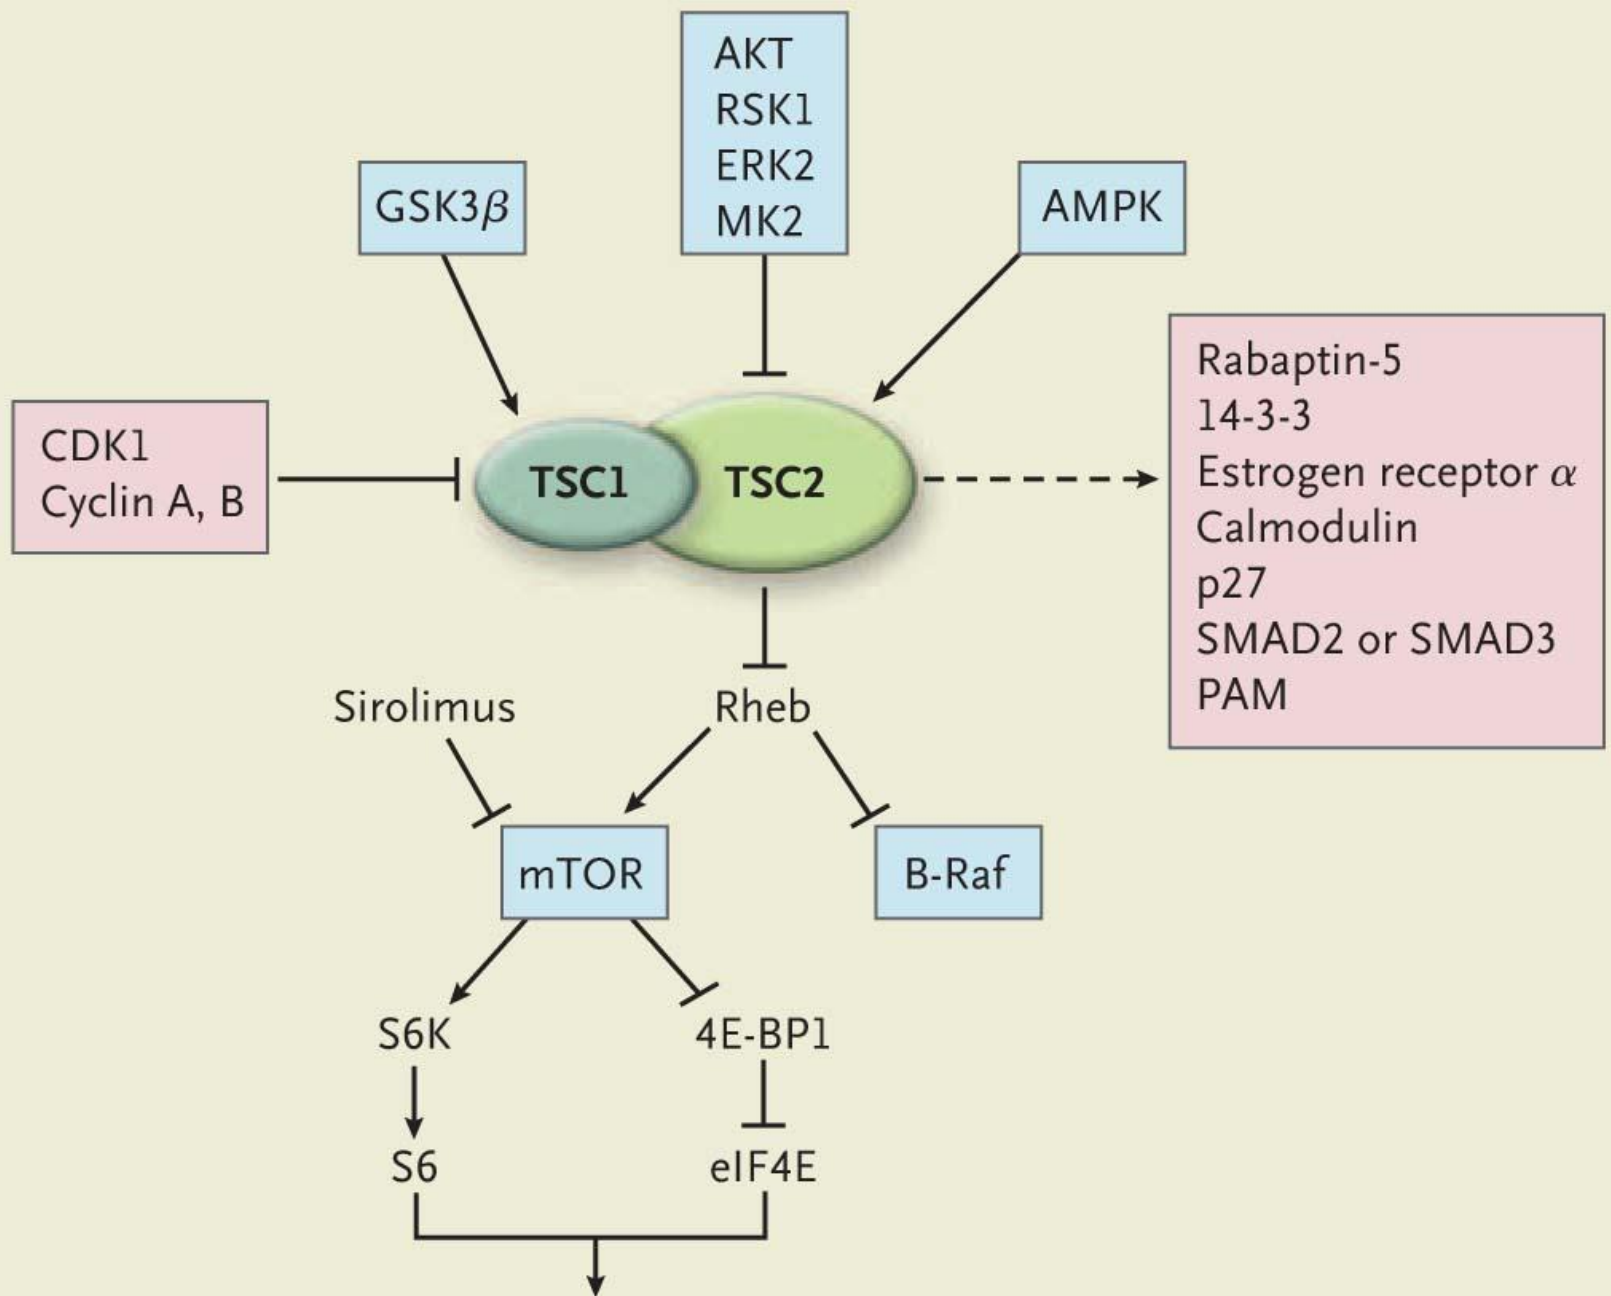 AKT
RSK1
ERK2
MK2
GSK3β
AMPK
CDK1
Cyclin A, B
TSC1
TSC2
Rabaptin-5
14-3-3
Estrogen receptor α
Calmodulin
p27
SMAD2 or SMAD3
PAM
Sirolimus
Rheb
mTOR
B-Raf
S6K
4E-BP1
S6
eIF4E